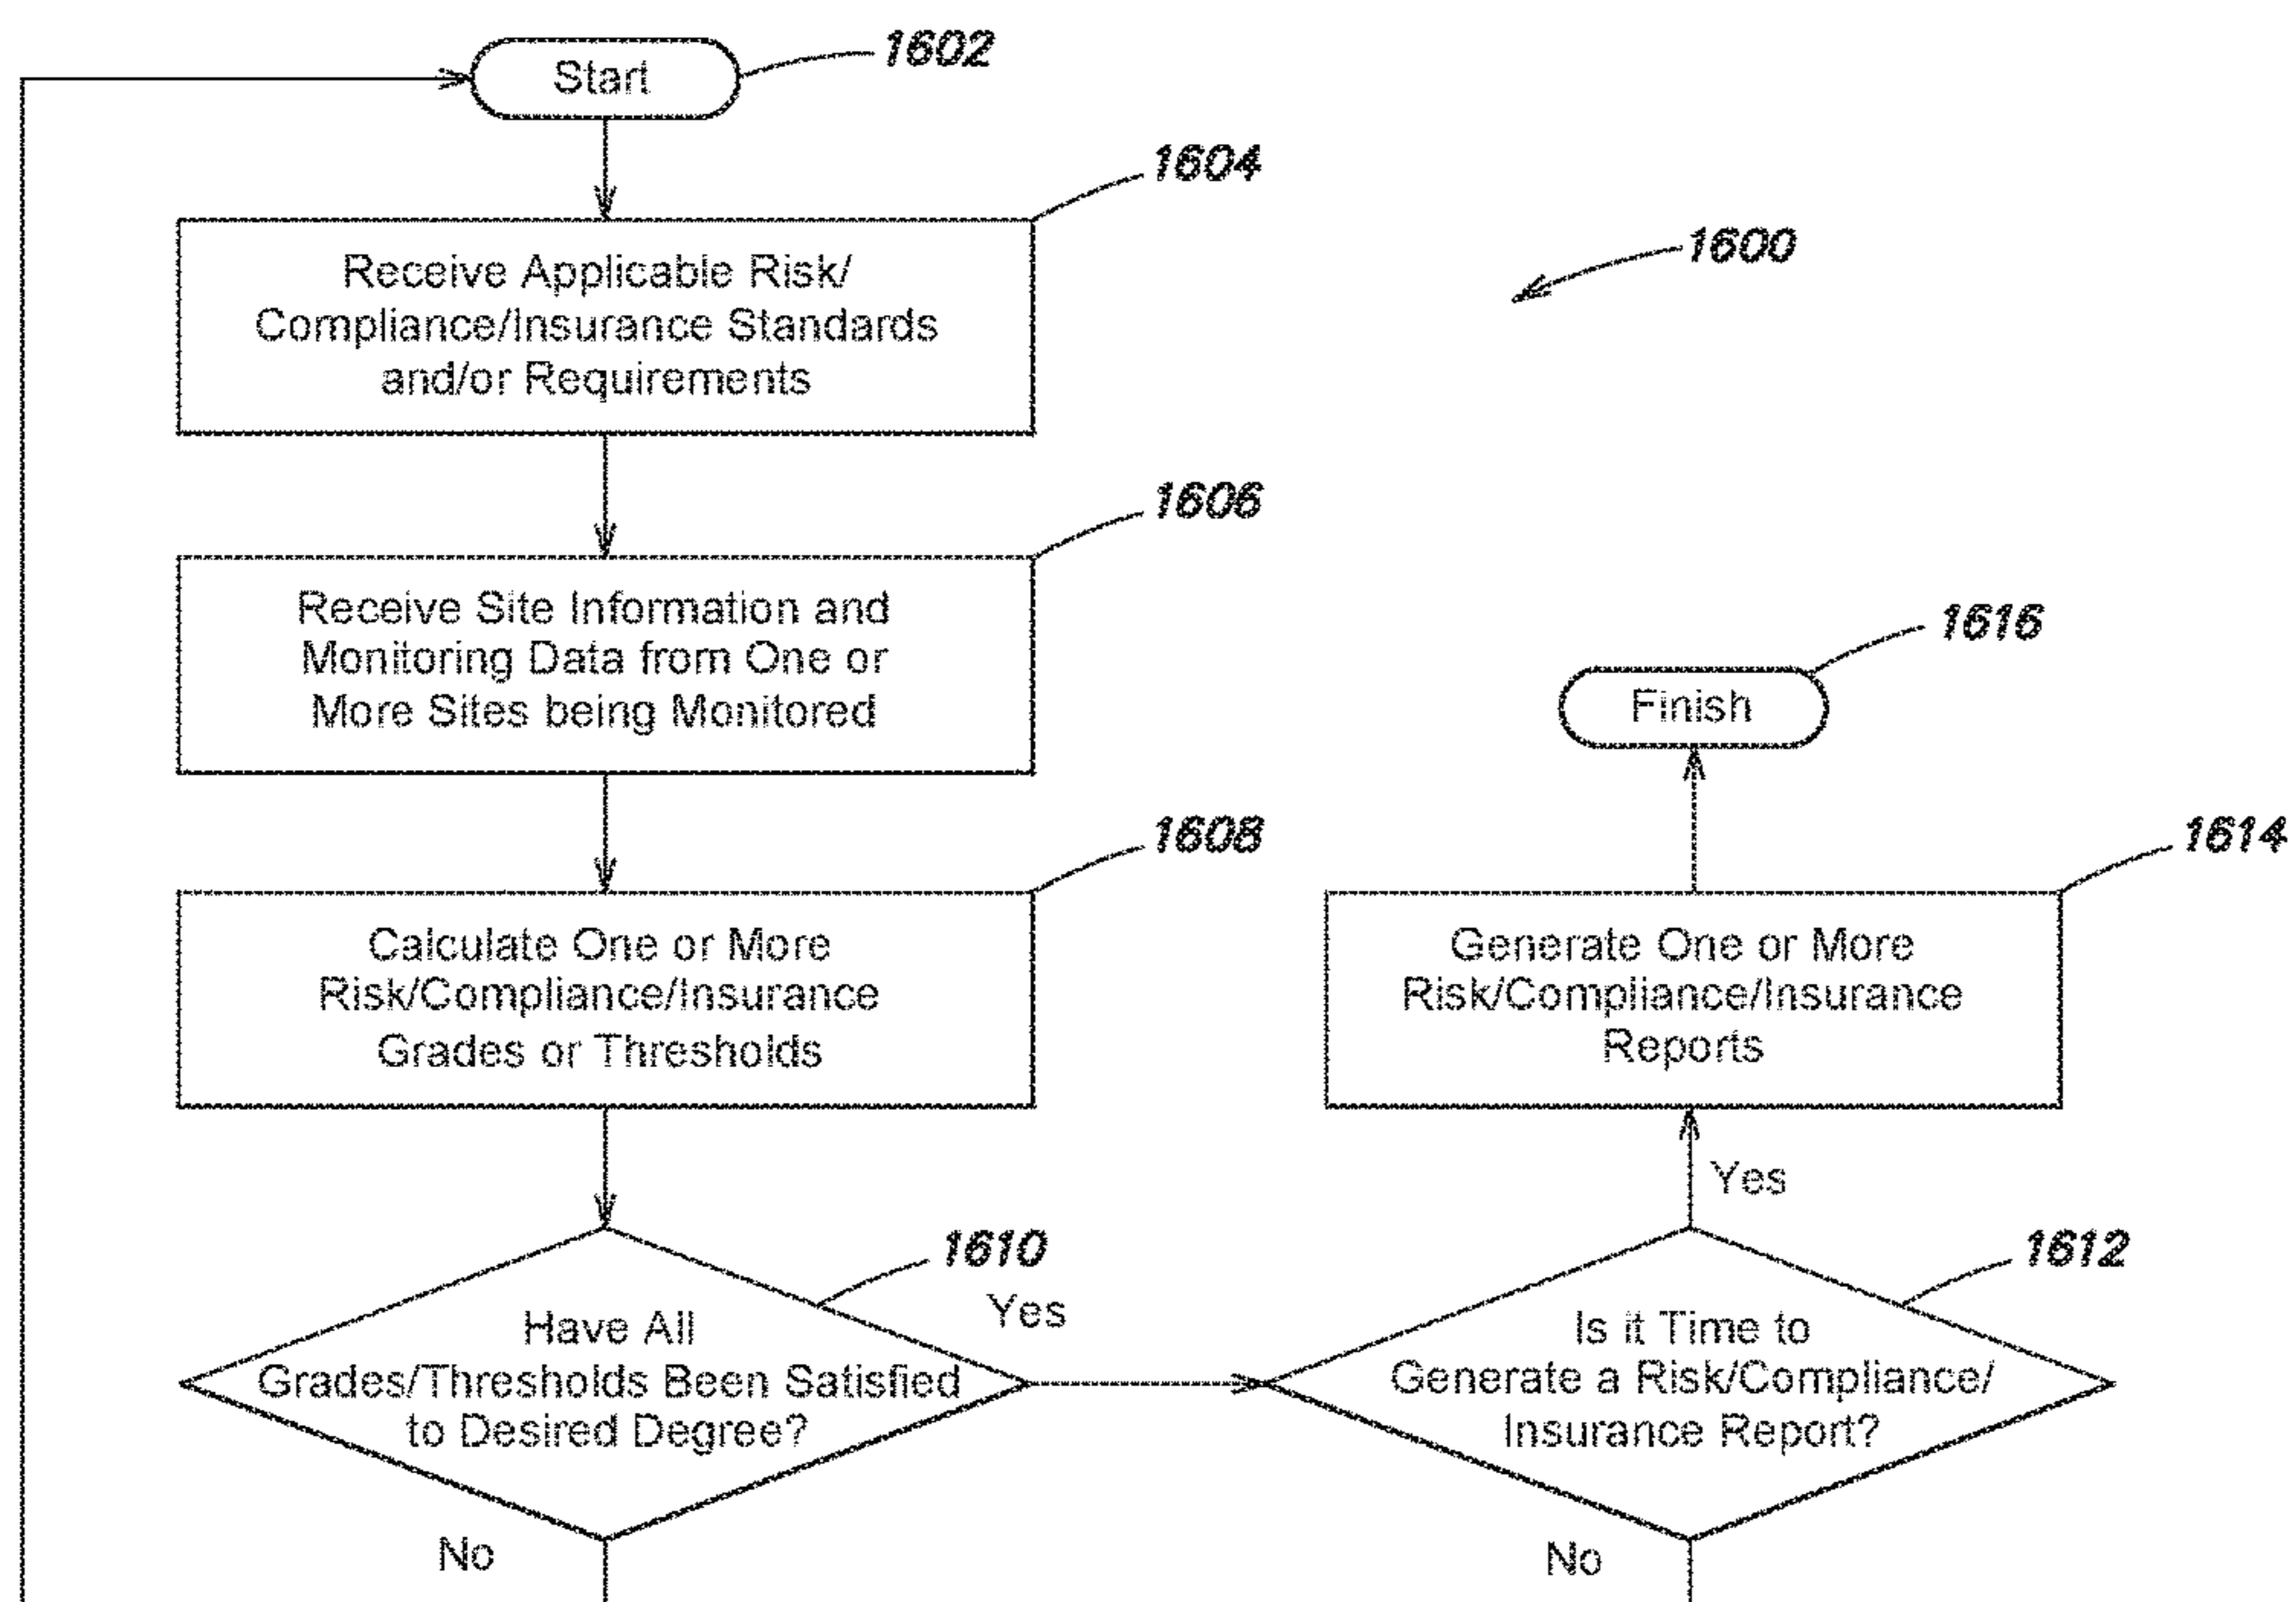 Start
1602
1604
Receive Applicable Risk/
Compliance/Insurance Standards
and/or Requirements
1600
1606
Receive Site Information and
Monitoring Data from One or
More Sites being Monitored
1616
Finish
1608
Calculate One or More
Risk/Compliance/Insurance
Grades or Thresholds
1614
Generate One or More
Risk/Compliance/Insurance
Reports
Yes
1610
Yes
Have All
Grades/Thresholds Been Satisfied
to Desired Degree?
No
1612
Is it Time to
Generate a Risk/Compliance/
Insurance Report?
No